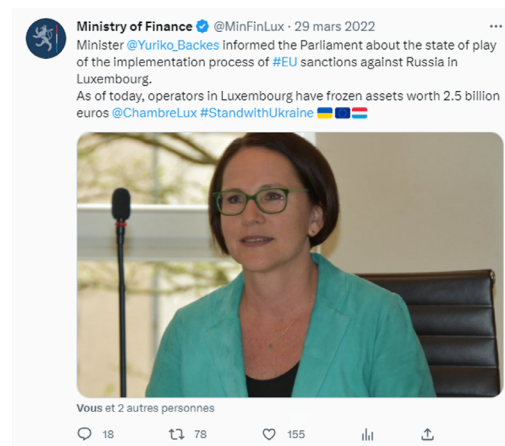 Ministry of Finance @MinFinLux · 29 mars 2022
Minister @Yuriko_Backes informed the Parliament about the state of play
of the implementation process of #EU sanctions against Russia in
Luxembourg.
As of today, operators in Luxembourg have frozen assets worth 2.5 billion
euros @ChambreLux #StandwithUkraine 🇺🇦🇪🇺🇱🇺
Vous et 2 autres personnes
18 78 155